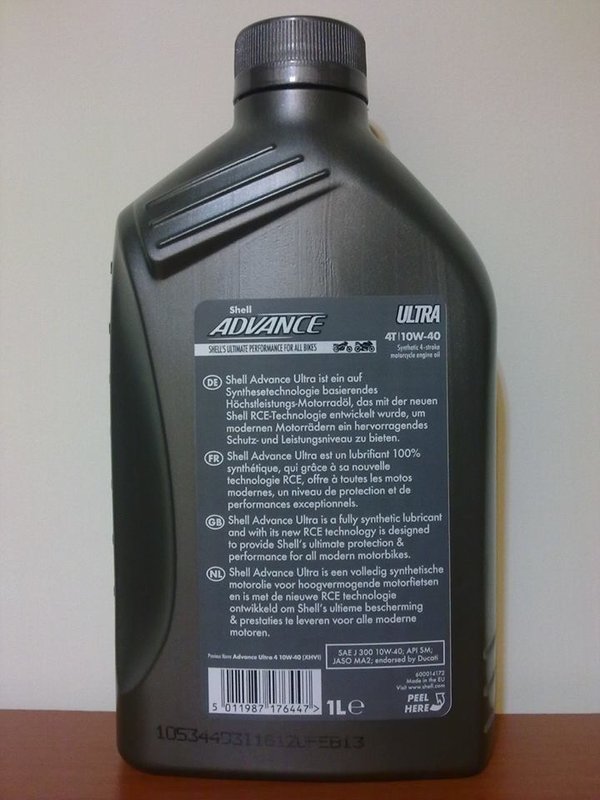 Shell
ADVANCE
SHELL'S ULTIMATE PERFORMANCE FOR ALL BIKES
ULTRA
4T|10W-40
Synthetic 4-stroke
motorcycle engine oil
DE Shell Advance Ultra ist ein auf
Synthesetechnologie basierendes
Höchstleistungs-Motorradöl, das mit der neuen
Shell RCE-Technologie entwickelt wurde, um
modernen Motorrädern ein hervorragendes
Schutz- und Leistungsniveau zu bieten.
FR Shell Advance Ultra est un lubrifiant 100%
synthétique, qui grâce à sa nouvelle
technologie RCE, offre à toutes les motos
modernes, un niveau de protection et de
performances exceptionnels.
GB Shell Advance Ultra is a fully synthetic lubricant
and with its new RCE technology is designed
to provide Shell's ultimate protection &
performance for all modern motorbikes.
NL Shell Advance Ultra is een volledig synthetische
motorolie voor hoogvermogende motorfietsen
en is met de nieuwe RCE technologie
ontwikkeld om Shell's ultieme bescherming
& prestaties te leveren voor alle moderne
motoren.
Advance Ultra 4 10W-40 (XHVI)
SAE J 300 10W-40; API SM;
JASO MA2; endorsed by Ducati
600014172
Made in the EU
Visit www.shell.com
PEEL
HERE
5 011987 176447 >
1L e